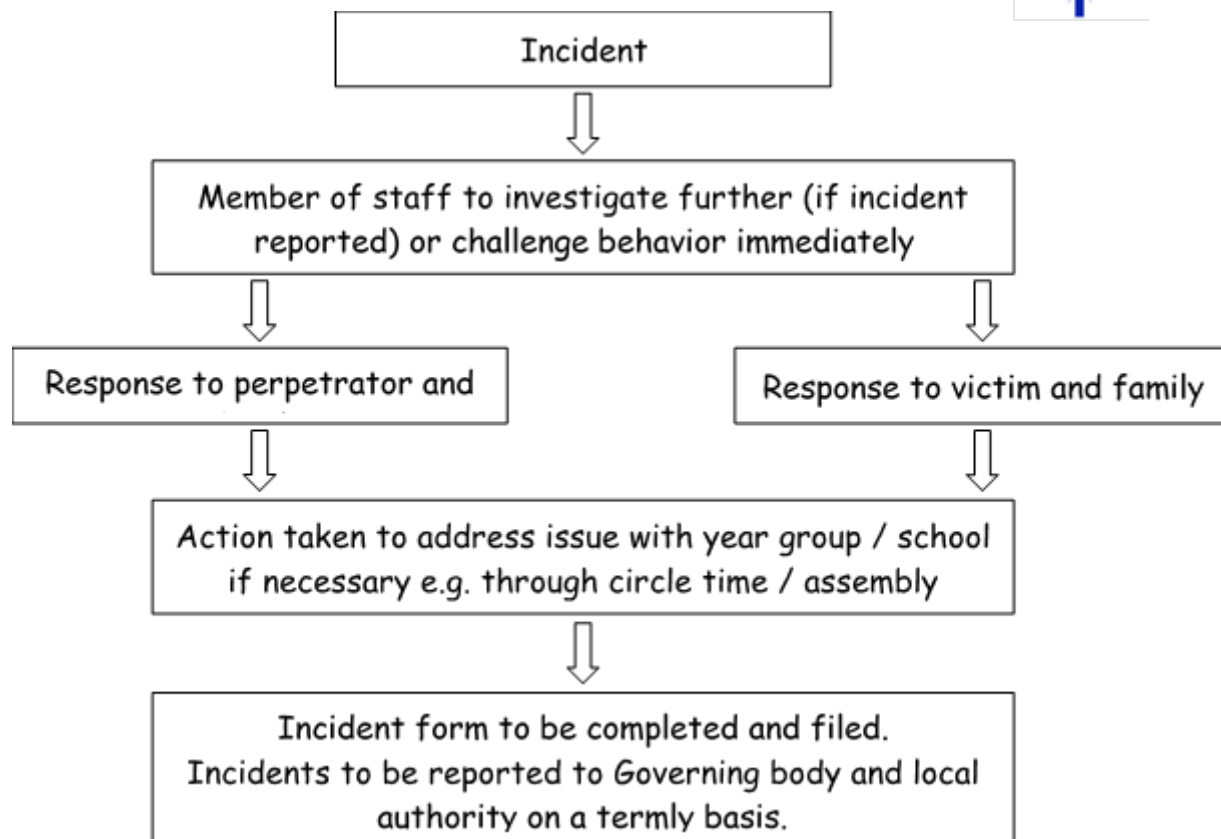 Incident
Member of staff to investigate further (if incident
reported) or challenge behavior immediately
Response to perpetrator and
Response to victim and family
Action taken to address issue with year group / school
if necessary e.g. through circle time / assembly
Incident form to be completed and filed.
Incidents to be reported to Governing body and local
authority on a termly basis.